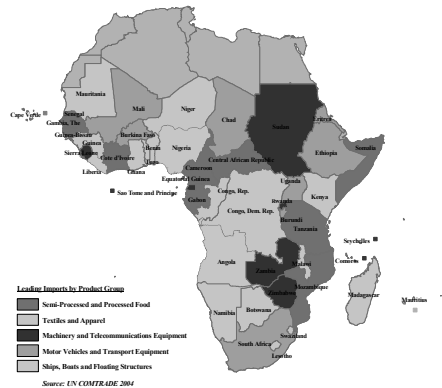 Mauritania
Mali
Niger
Cape Verde
Senegal
Gambia, The
Guinea-Bissau
Guinea
Sierra Leone
Liberia
Cote d'Ivoire
Burkina Faso
Ghana
Togo
Benin
Nigeria
Chad
Sudan
Eritrea
Ethiopia
Somalia
Central African Republic
Cameroon
Equatorial Guinea
Sao Tome and Principe
Gabon
Congo, Rep.
Congo, Dem. Rep.
Uganda
Rwanda
Burundi
Kenya
Tanzania
Seychelles
Comoros
Angola
Zambia
Malawi
Mozambique
Zimbabwe
Madagascar
Mauritius
Namibia
Botswana
Swaziland
South Africa
Lesotho
Leading Imports by Product Group
Semi-Processed and Processed Food
Textiles and Apparel
Machinery and Telecommunications Equipment
Motor Vehicles and Transport Equipment
Ships, Boats and Floating Structures
Source: UN COMTRADE 2004